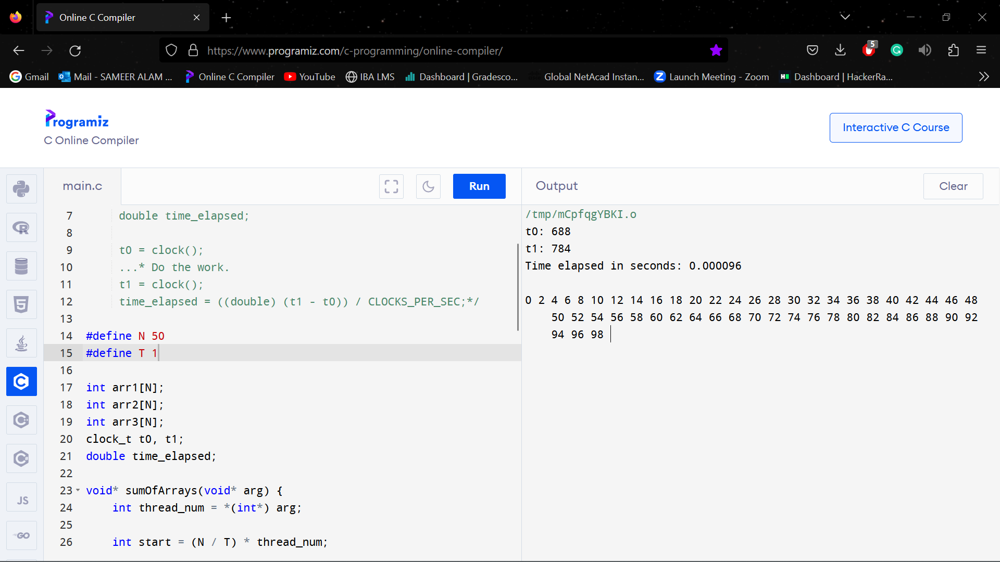 Online C Compiler
https://www.programiz.com/c-programming/online-compiler/
5
Gmail
Mail - SAMEER ALAM ...
Online C Compiler
YouTube
IBA LMS
Dashboard | Gradesco...
Global NetAcad Instan...
Launch Meeting - Zoom
Dashboard | HackerRa...
Programiz
C Online Compiler
Interactive C Course
main.c
Run
Output
Clear
7 double time_elapsed;
8
9 t0 = clock();
10 ...* Do the work.
11 t1 = clock();
12 time_elapsed = ((double) (t1 - t0)) / CLOCKS_PER_SEC;*/
13
14 #define N 50
15 #define T 1
16
17 int arr1[N];
18 int arr2[N];
19 int arr3[N];
20 clock_t t0, t1;
21 double time_elapsed;
22
23 void* sumOfArrays(void* arg) {
24 int thread_num = *(int*) arg;
25
26 int start = (N / T) * thread_num;
/tmp/mCpfqgYBKI.o
t0: 688
t1: 784
Time elapsed in seconds: 0.000096
0 2 4 6 8 10 12 14 16 18 20 22 24 26 28 30 32 34 36 38 40 42 44 46 48
50 52 54 56 58 60 62 64 66 68 70 72 74 76 78 80 82 84 86 88 90 92
94 96 98
R
5
C
C
C
JS
GO